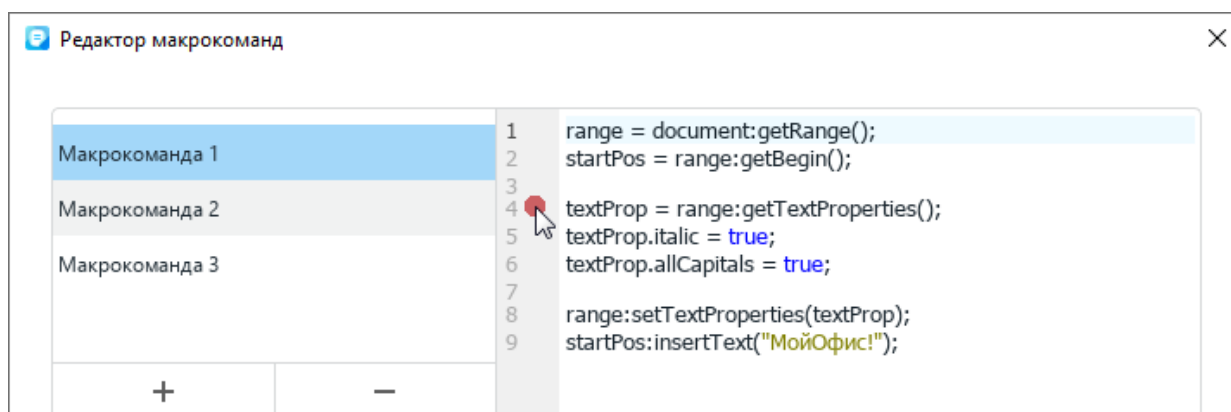 Редактор макрокоманд
Макрокоманда 1
Макрокоманда 2
Макрокоманда 3
1 range = document:getRange();
2 startPos = range:getBegin();
3
4 textProp = range:getTextProperties();
5 textProp.italic = true;
6 textProp.allCapitals = true;
7
8 range:setTextProperties(textProp);
9 startPos:insertText("МойОфис!");
+ −